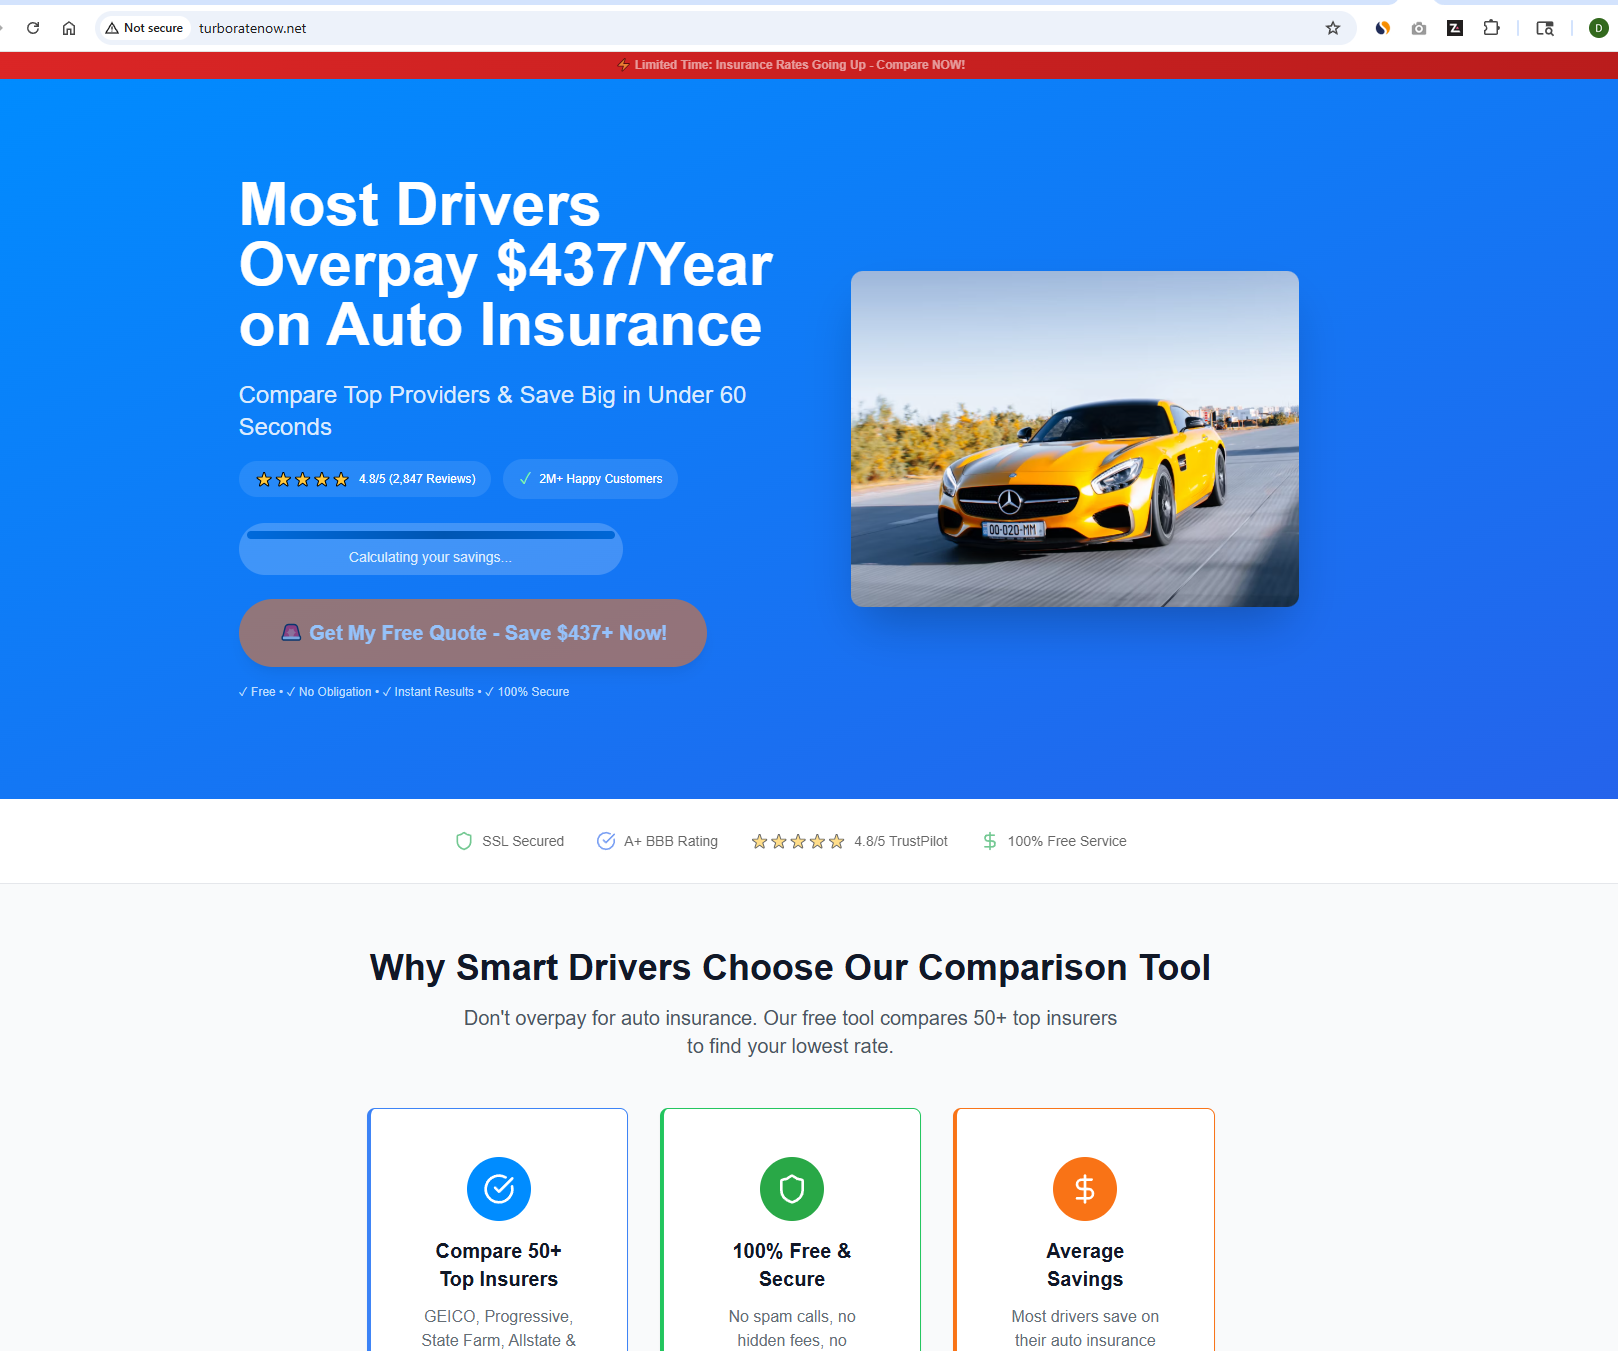 Not secure
turboratenow.net
D
⚡ Limited Time: Insurance Rates Going Up - Compare NOW!
Most Drivers
Overpay $437/Year
on Auto Insurance
Compare Top Providers & Save Big in Under 60
Seconds
4.8/5 (2,847 Reviews)
✓ 2M+ Happy Customers
Calculating your savings...
Get My Free Quote - Save $437+ Now!
✓ Free • ✓ No Obligation • ✓ Instant Results • ✓ 100% Secure
00-020-MM
SSL Secured
A+ BBB Rating
4.8/5 TrustPilot
100% Free Service
Why Smart Drivers Choose Our Comparison Tool
Don't overpay for auto insurance. Our free tool compares 50+ top insurers
to find your lowest rate.
Compare 50+
Top Insurers
GEICO, Progressive,
State Farm, Allstate &
100% Free &
Secure
No spam calls, no
hidden fees, no
Average
Savings
Most drivers save on
their auto insurance